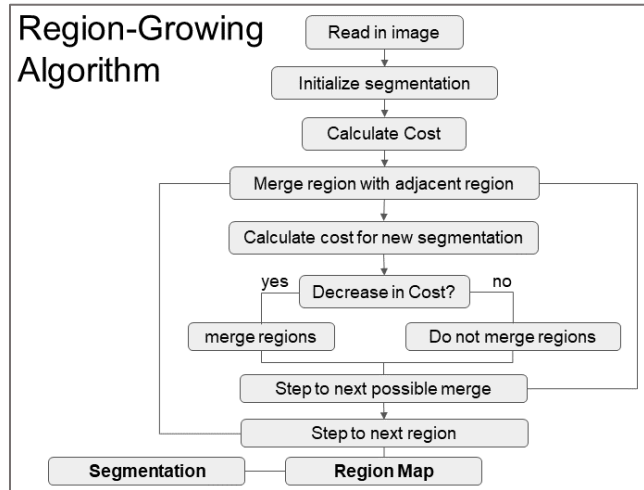 Region-Growing
Algorithm
Read in image
Initialize segmentation
Calculate Cost
Merge region with adjacent region
Calculate cost for new segmentation
yes
Decrease in Cost?
no
merge regions
Do not merge regions
Step to next possible merge
Step to next region
Segmentation
Region Map